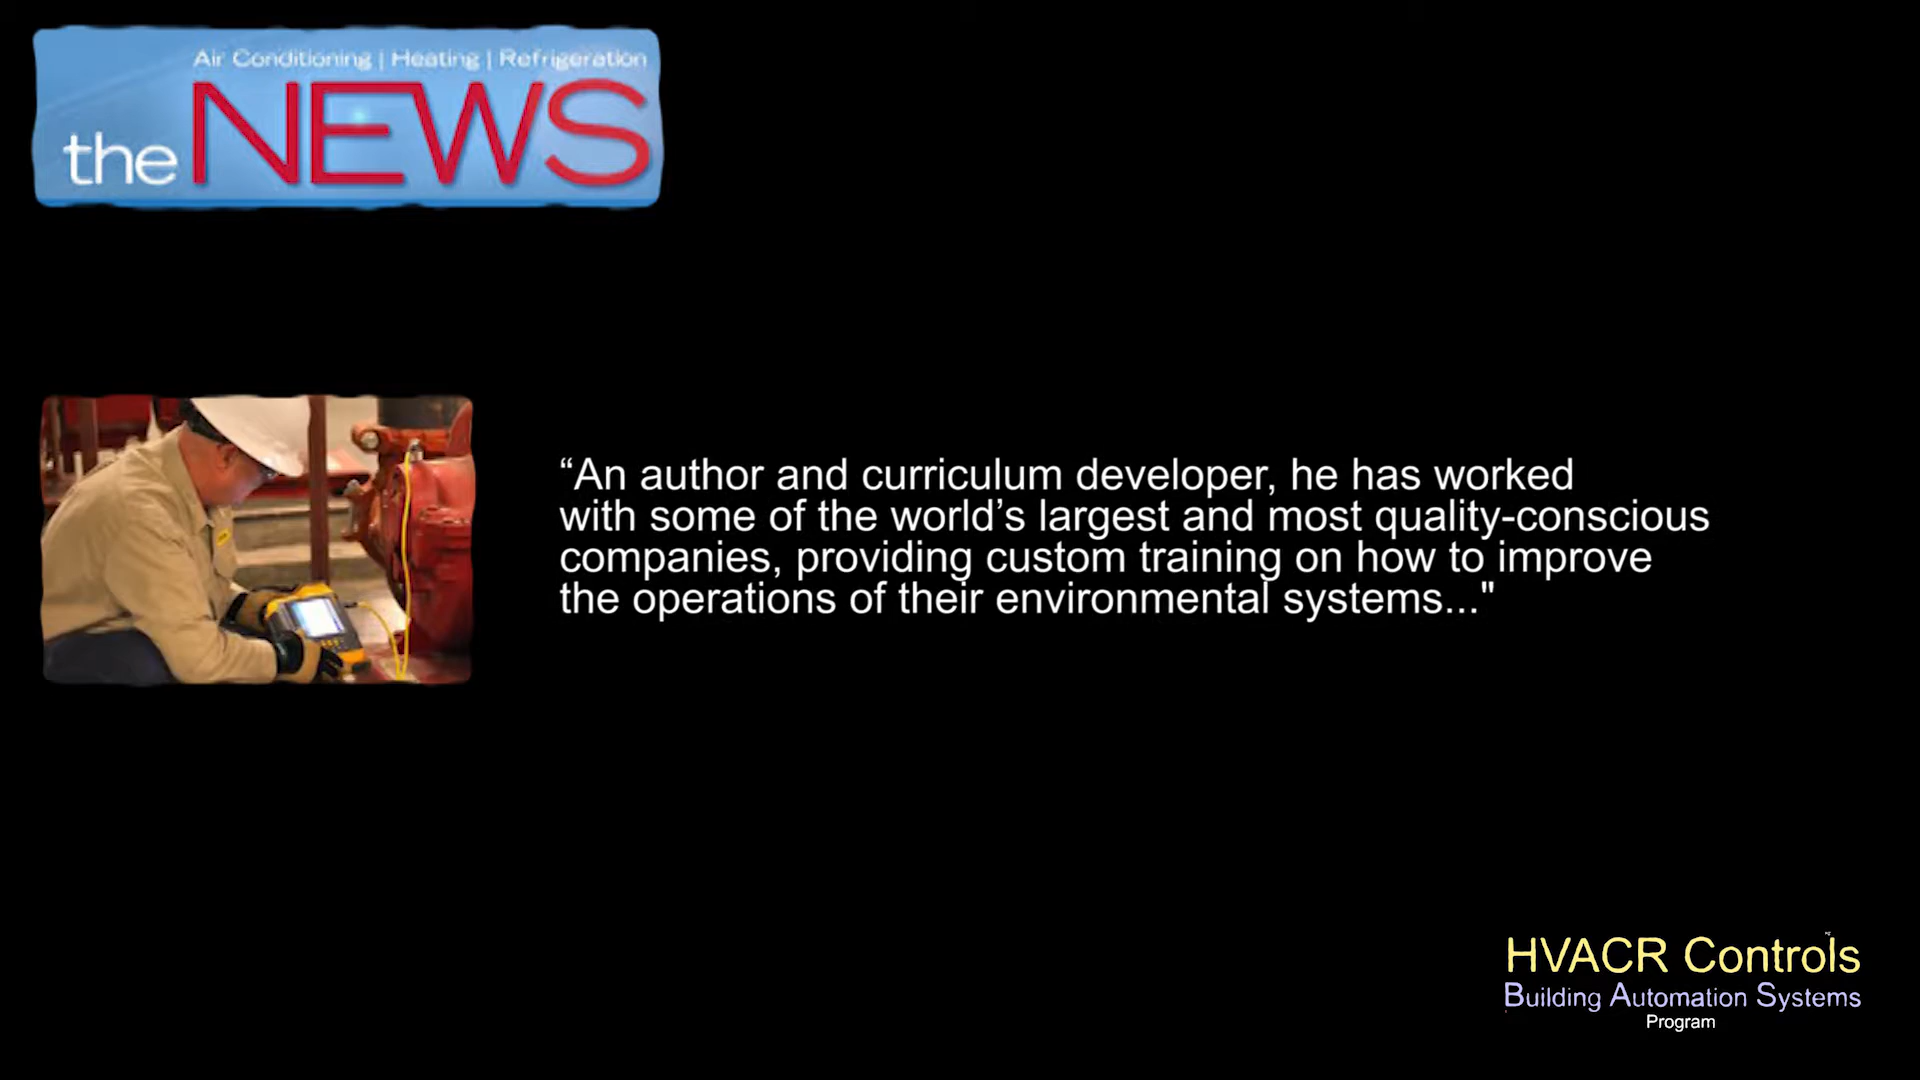 Air Conditioning | Heating | Refrigeration
the NEWS
“An author and curriculum developer, he has worked
with some of the world’s largest and most quality-conscious
companies, providing custom training on how to improve
the operations of their environmental systems..."
HVACR Controls
Building Automation Systems
Program